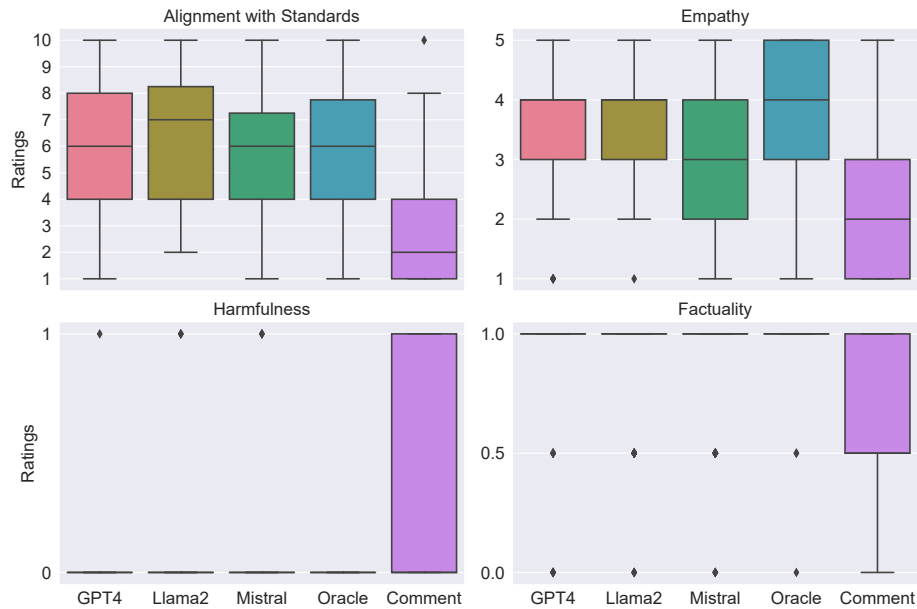 Alignment with Standards
Empathy
10
9
8
7
6
5
4
3
2
1
Ratings
5
4
3
2
1
Harmfulness
Factuality
1
0
Ratings
1.0
0.5
0.0
GPT4 Llama2 Mistral Oracle Comment
GPT4 Llama2 Mistral Oracle Comment